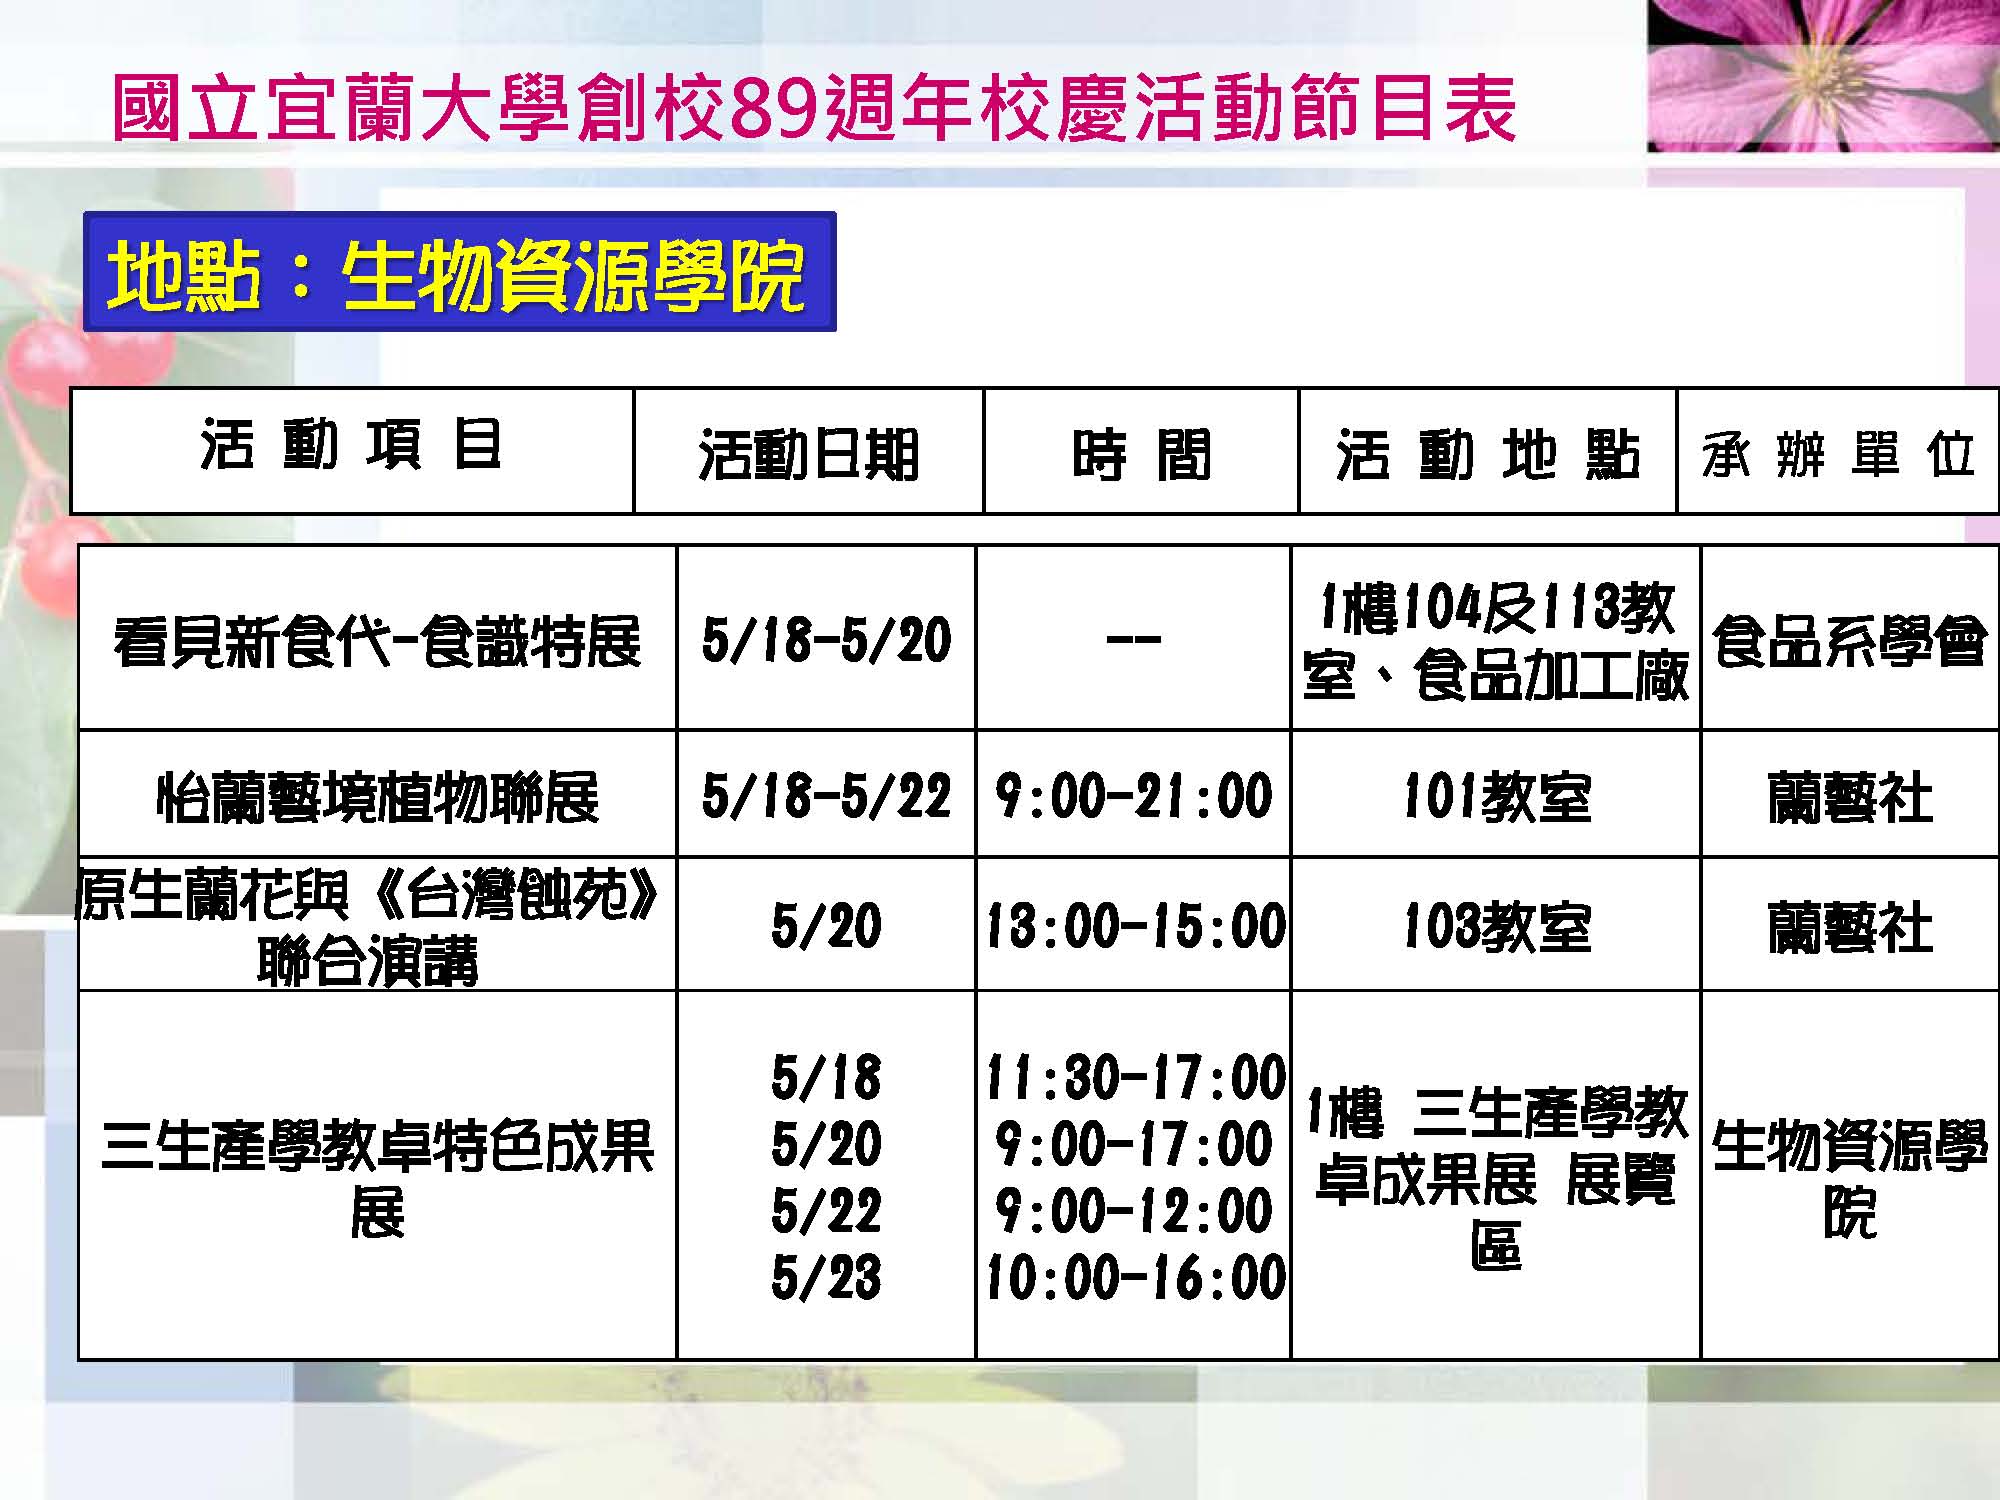 國立宜蘭大學創校89週年校慶活動節目表
地點：生物資源學院
活 動 項 目 活動日期 時 間 活 動 地 點 承 辦 單 位
看見新食代-食識特展 5/18-5/20 -- 1樓104及113教
室、食品加工廠 食品系學會
怡蘭藝境植物聯展 5/18-5/22 9:00-21:00 101教室 蘭藝社
原生蘭花與《台灣蝕苑》
聯合演講 5/20 13:00-15:00 103教室 蘭藝社
三生產學教卓特色成果
展
5/18 11:30-17:00
5/20 9:00-17:00
5/22 9:00-12:00
5/23 10:00-16:00
1樓 三生產學教
卓成果展 展覽
區
生物資源學
院